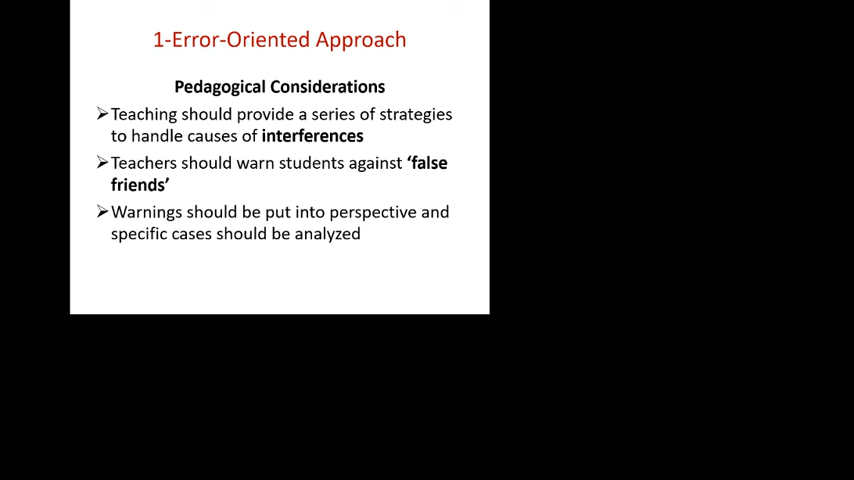 1-Error-Oriented Approach
Pedagogical Considerations
➢Teaching should provide a series of strategies
to handle causes of interferences
➢Teachers should warn students against ‘false
friends’
➢Warnings should be put into perspective and
specific cases should be analyzed